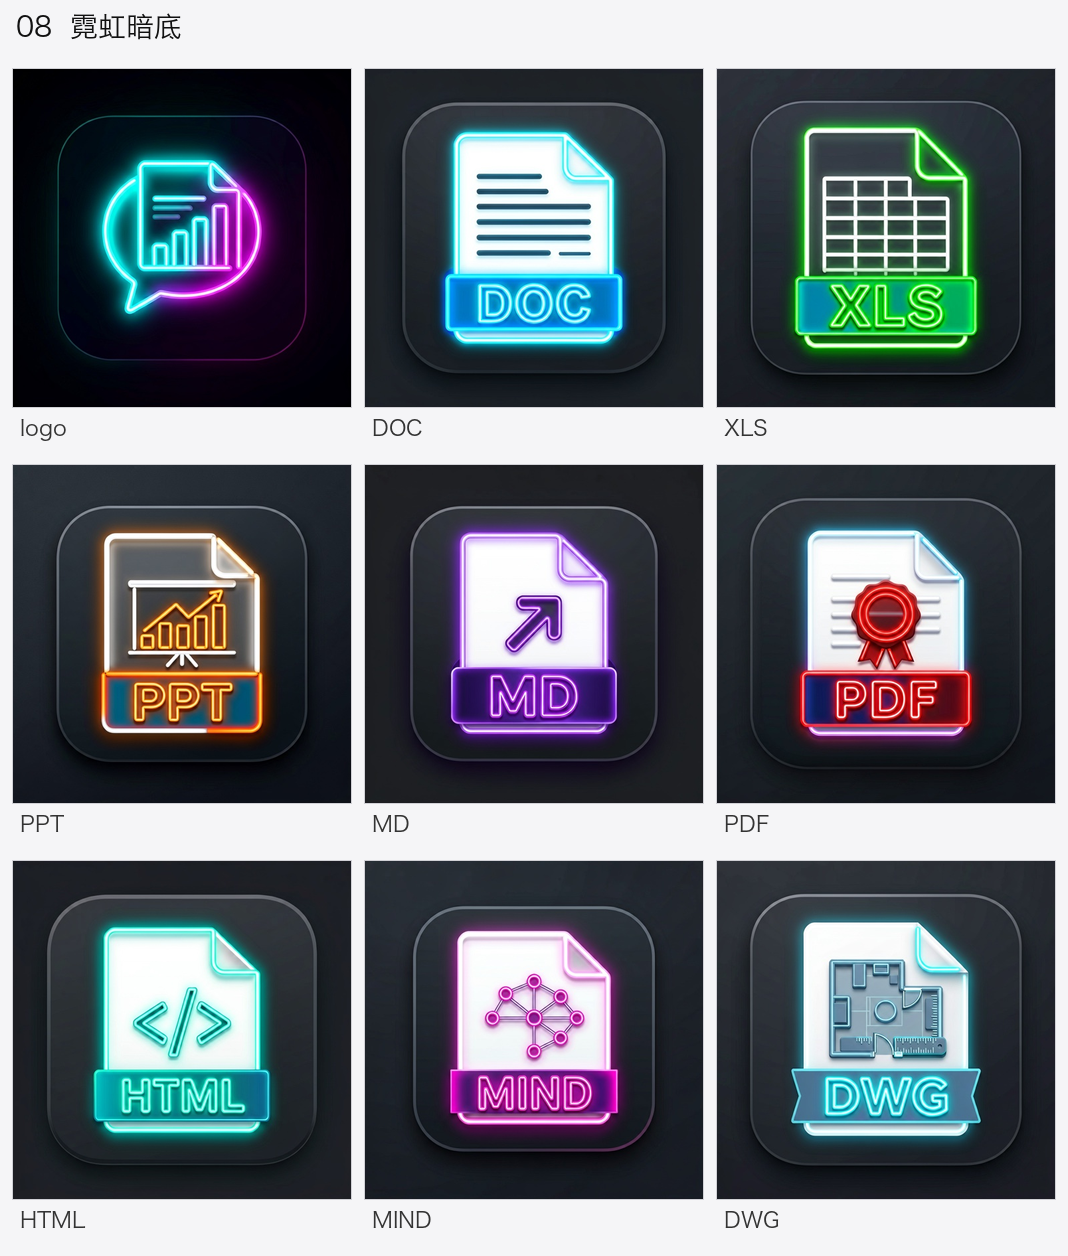 08 霓虹暗底
DOC
XLS
logo
DOC
XLS
PPT
MD
PDF
PPT
MD
PDF
</>
HTML
MIND
DWG
HTML
MIND
DWG